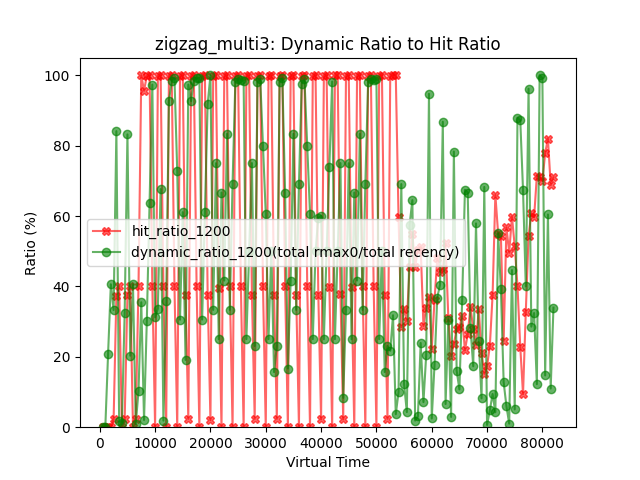 zigzag_multi3: Dynamic Ratio to Hit Ratio
100
80
60
40
20
0
Ratio (%)
hit_ratio_1200
dynamic_ratio_1200(total rmax0/total recency)
0 10000 20000 30000 40000 50000 60000 70000 80000
Virtual Time